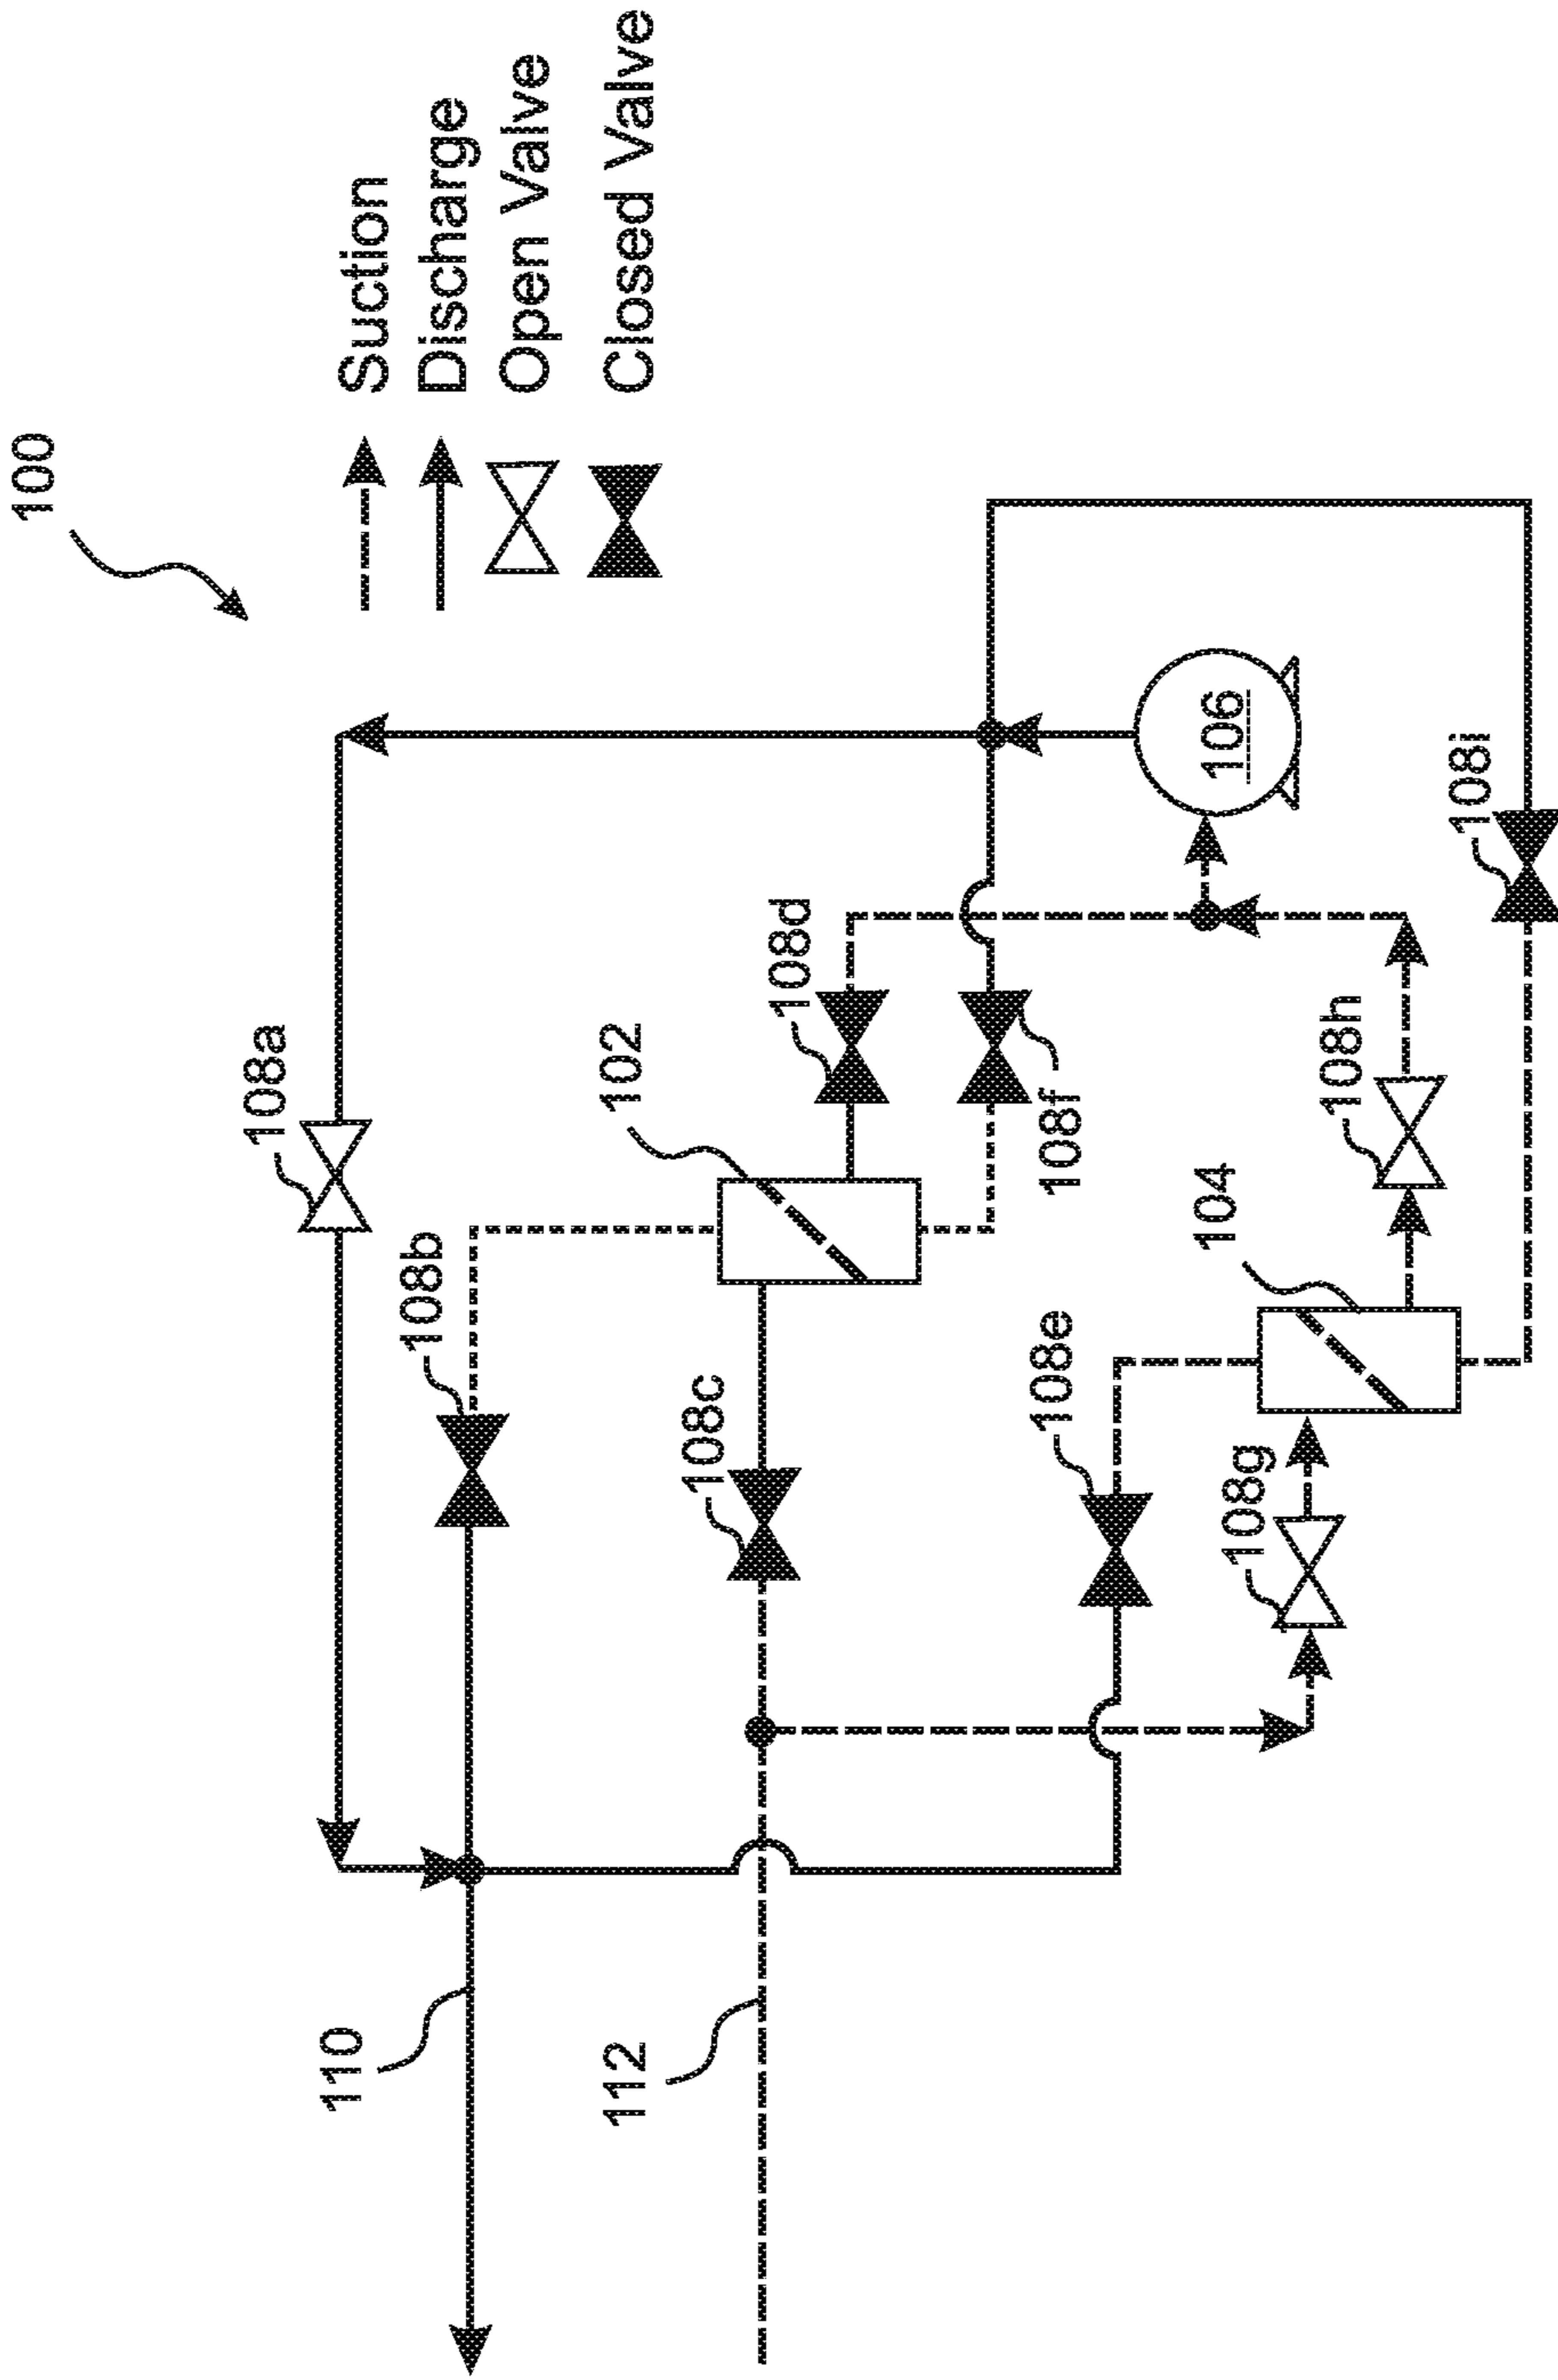 100
Suction
Discharge
Open Valve
Closed Valve
108a
108b
102
108d
108c
108f
106
110
112
108e
104
108h
108g
108i